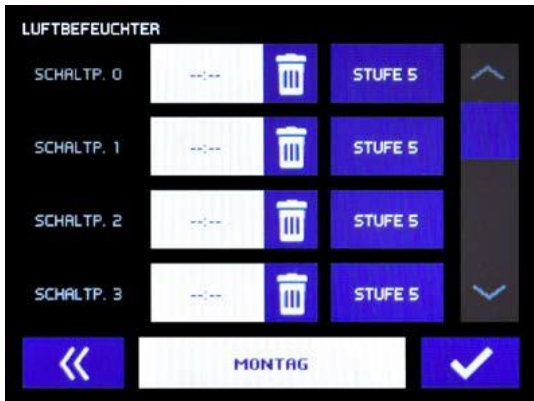 LUFTBEFEUCHTER
SCHALTP. 0 --:-- STUFE 5
SCHALTP. 1 --:-- STUFE 5
SCHALTP. 2 --:-- STUFE 5
SCHALTP. 3 --:-- STUFE 5
MONTAG